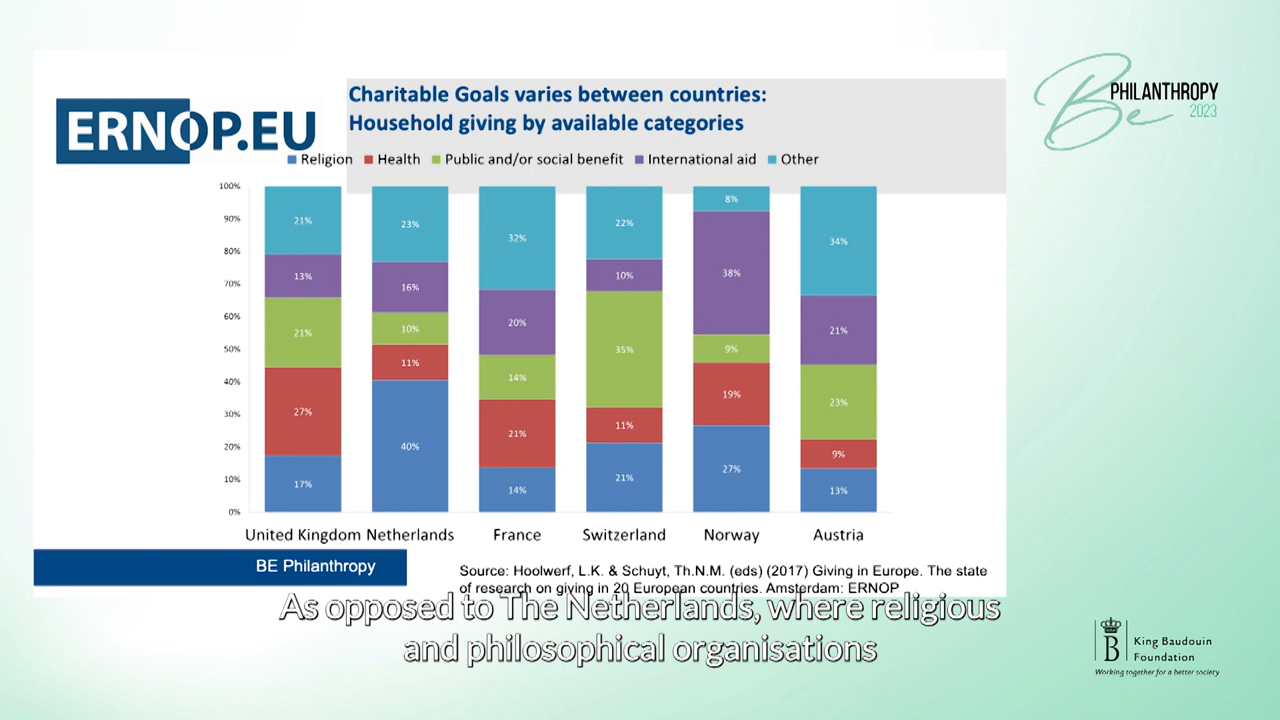 ERNOP.EU
Charitable Goals varies between countries:
Household giving by available categories
Religion Health Public and/or social benefit International aid Other
Be PHILANTHROPY
2023
100%
90%
80%
70%
60%
50%
40%
30%
20%
10%
0%
21%
13%
21%
27%
17%
23%
16%
10%
11%
40%
32%
20%
14%
21%
14%
22%
10%
35%
11%
21%
8%
38%
9%
19%
27%
34%
21%
23%
9%
13%
United Kingdom Netherlands France Switzerland Norway Austria
BE Philanthropy
Source: Hoolwerf, L.K. & Schuyt, Th.N.M. (eds) (2017) Giving in Europe. The state
of research on giving in 20 European countries. Amsterdam: ERNOP
As opposed to The Netherlands, where religious
and philosophical organisations
B
King Baudouin
Foundation
Working together for a better society